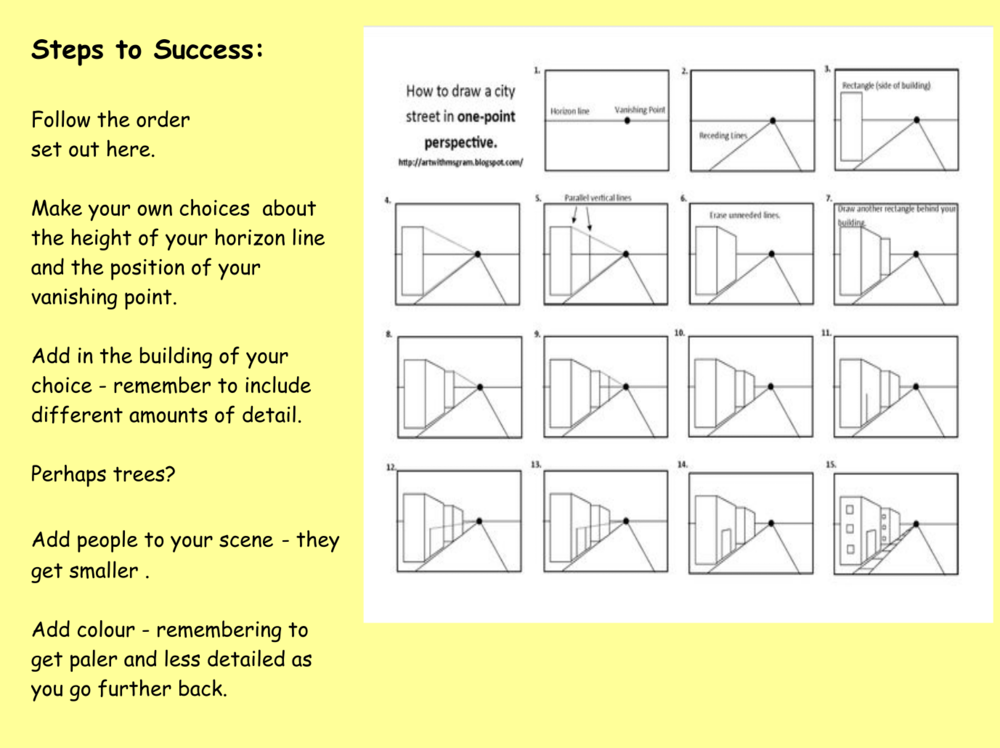 Steps to Success:
Follow the order
set out here.
Make your own choices  about
the height of your horizon line
and the position of your
vanishing point.
Add in the building of your
choice - remember to include
different amounts of detail.
Perhaps trees?
Add people to your scene - they
get smaller .
Add colour - remembering to
get paler and less detailed as
you go further back.
How to draw a city
street in one-point
perspective.
http://artwithmsgram.blogspot.com/
1.
Horizon line
Vanishing Point
2.
Receding Lines
3.
Rectangle (side of building)
4.
5.
Parallel vertical lines
6.
Erase unneeded lines.
7.
Draw another rectangle behind your
building.
8.
9.
10.
11.
12.
13.
14.
15.